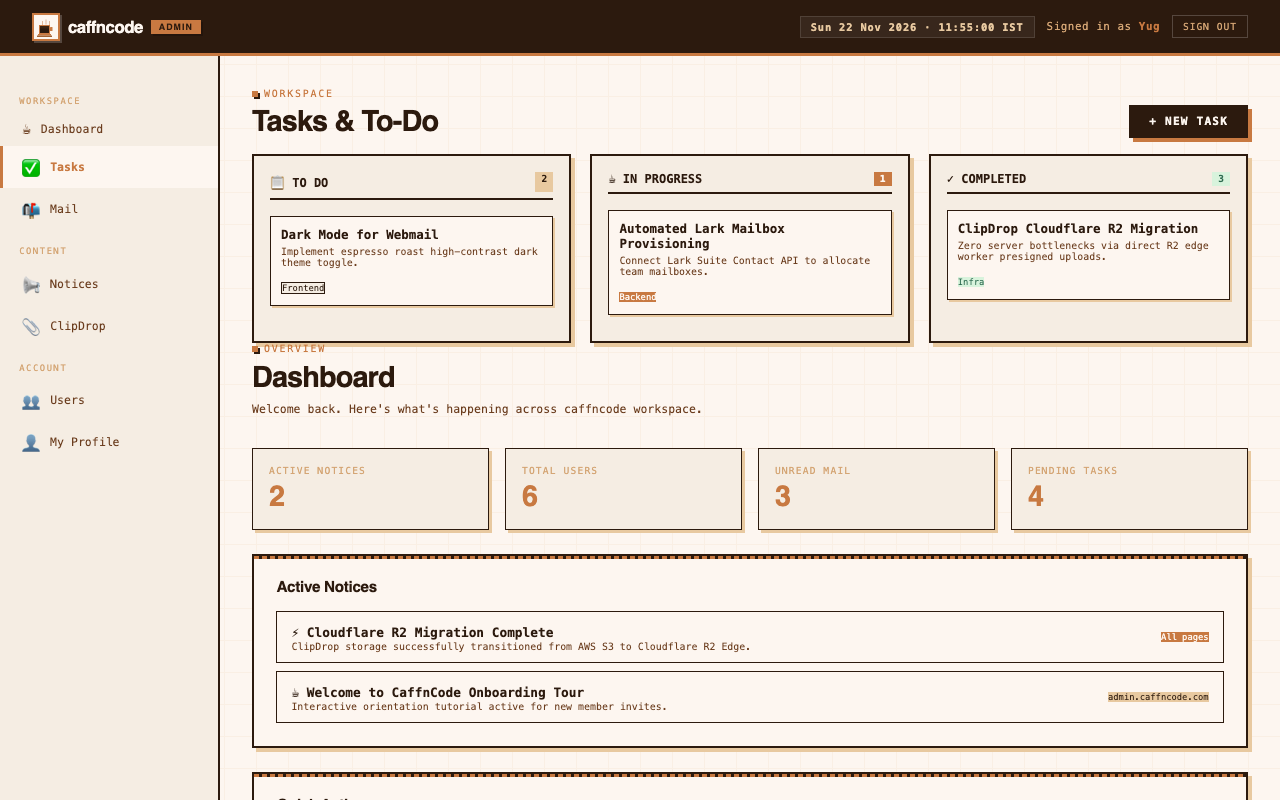 caffncode ADMIN
Sun 22 Nov 2026 · 11:55:00 IST
Signed in as Yug
SIGN OUT
WORKSPACE
Dashboard
Tasks
Mail
CONTENT
Notices
ClipDrop
ACCOUNT
Users
My Profile
WORKSPACE
Tasks & To-Do
+ NEW TASK
TO DO 2
Dark Mode for Webmail
Implement espresso roast high-contrast dark
theme toggle.
Frontend
IN PROGRESS 1
Automated Lark Mailbox
Provisioning
Connect Lark Suite Contact API to allocate
team mailboxes.
Backend
✓ COMPLETED 3
ClipDrop Cloudflare R2 Migration
Zero server bottlenecks via direct R2 edge
worker presigned uploads.
Infra
OVERVIEW
Dashboard
Welcome back. Here's what's happening across caffncode workspace.
ACTIVE NOTICES
2
TOTAL USERS
6
UNREAD MAIL
3
PENDING TASKS
4
Active Notices
⚡ Cloudflare R2 Migration Complete
ClipDrop storage successfully transitioned from AWS S3 to Cloudflare R2 Edge.
All pages
☕ Welcome to CaffnCode Onboarding Tour
Interactive orientation tutorial active for new member invites.
admin.caffncode.com